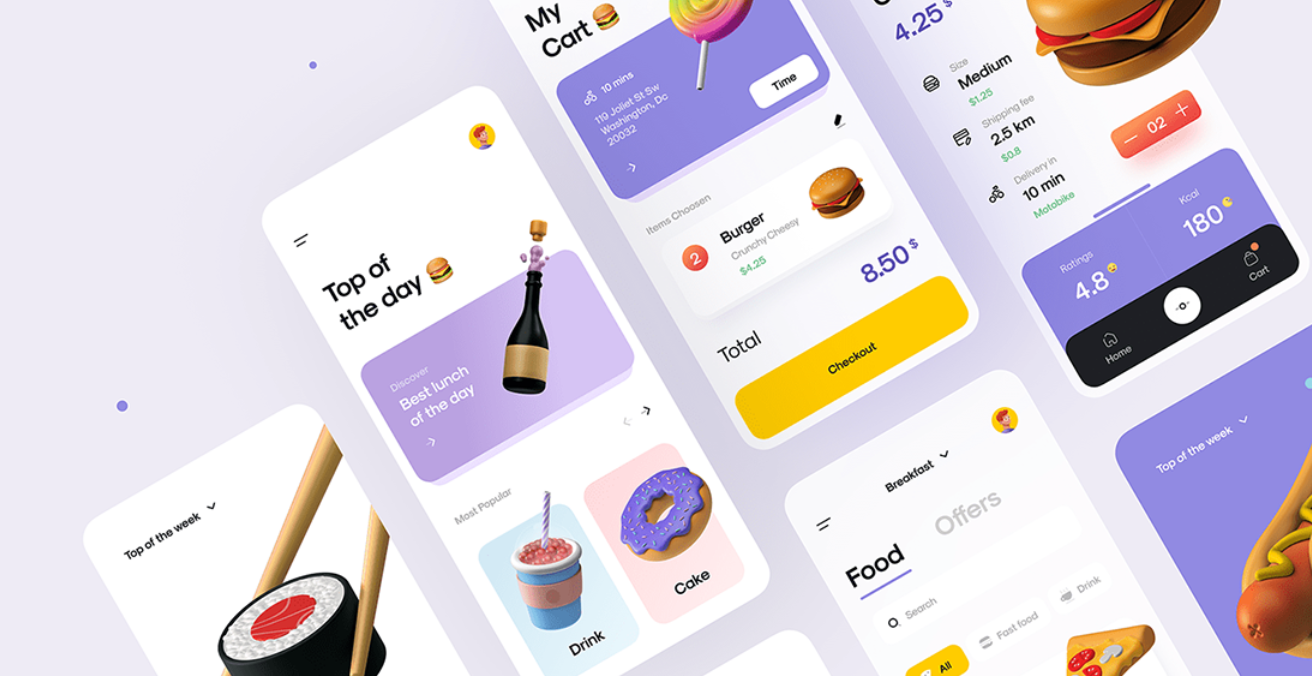 Top of the week
Top of
the day
Discover
Best lunch
of the day
Most Popular
Drink
Cake
My
Cart
10 mins
119 Joliet St Sw
Washington, Dc
20032
Time
Items Choosen
2
Burger
Crunchy Cheesy
$4.25
8.50$
Total
Checkout
4.25$
Size
Medium
$1.25
Shipping fee
2.5 km
$0.8
Delivery in
10 min
Motobike
02
Ratings
4.8
Kcal
180
Home
Cart
Breakfast
Food
Offers
Search
All
Fast food
Drink
Top of the week